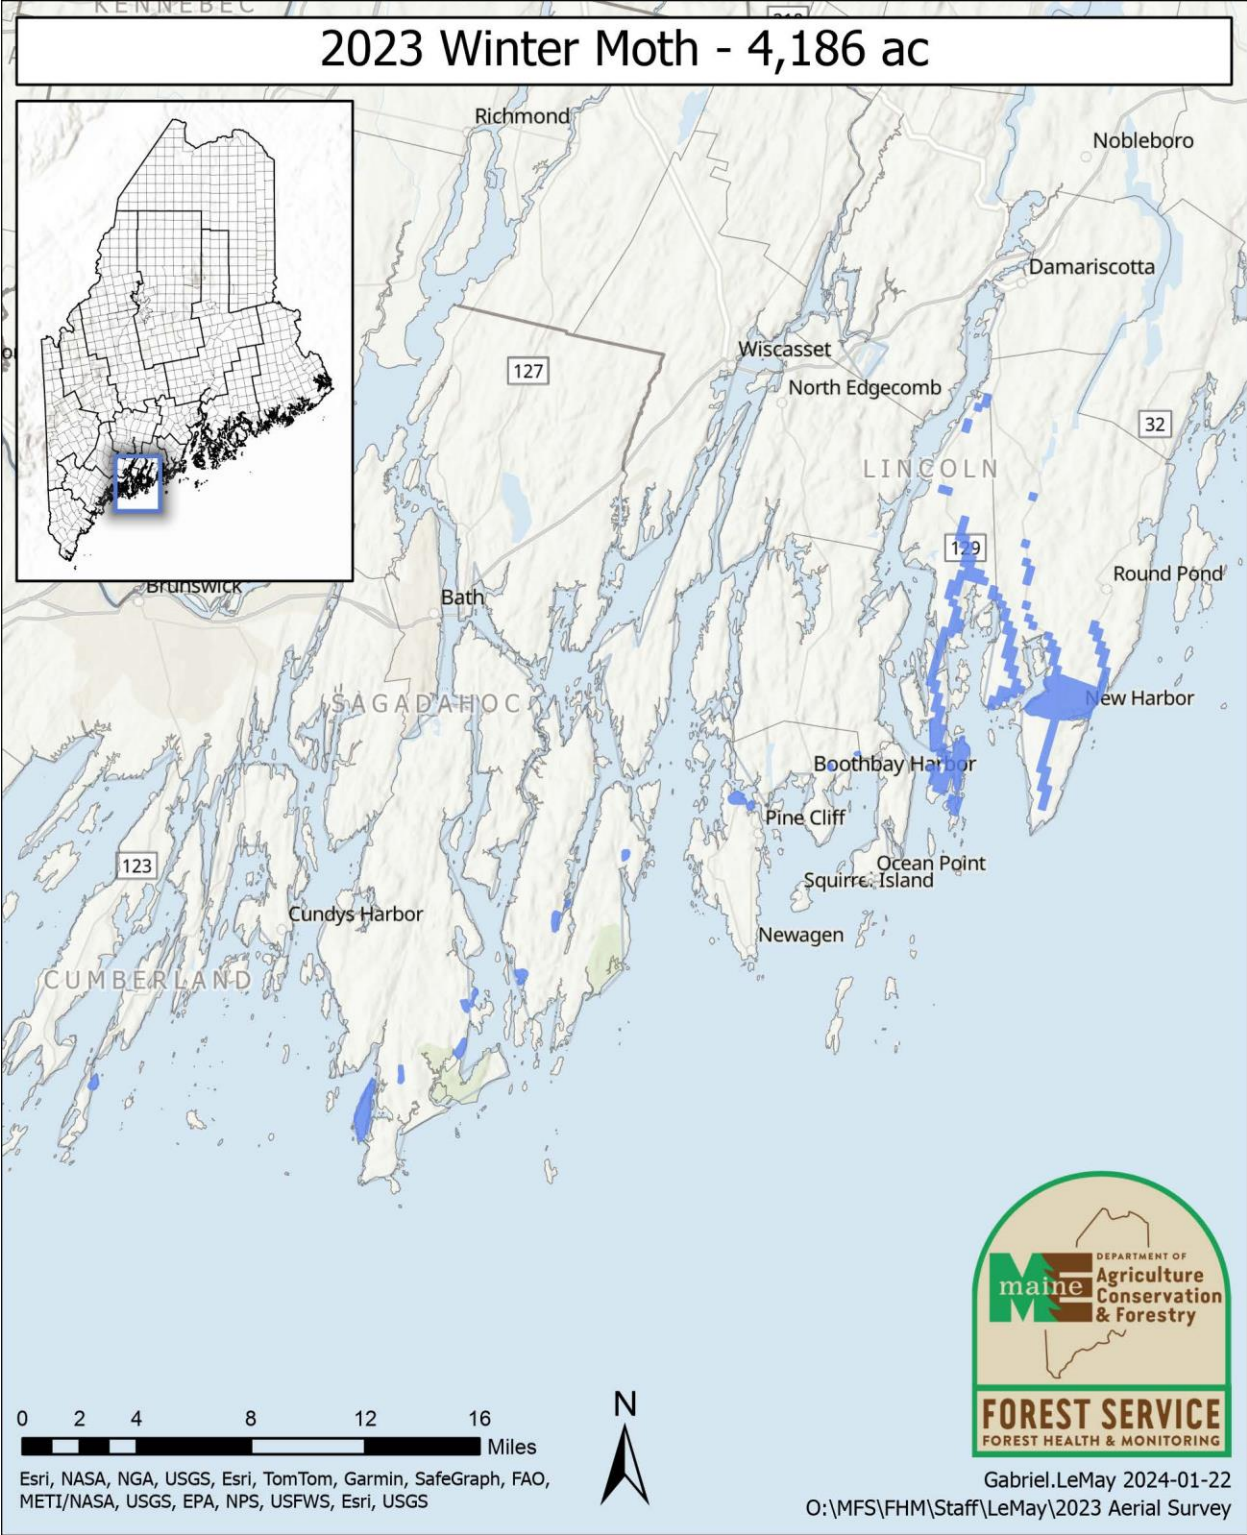 KENNEBEC
2023 Winter Moth - 4,186 ac
Richmond
Nobleboro
Damariscotta
Wiscasset
127
North Edgecomb
32
LINCOLN
129
Round Pond
Brunswick
Bath
SAGADAHOC
New Harbor
Boothbay Harbor
Pine Cliff
123
Ocean Point
Squirrel Island
Cundys Harbor
Newagen
CUMBERLAND
maine
DEPARTMENT OF
Agriculture
Conservation
& Forestry
FOREST SERVICE
FOREST HEALTH & MONITORING
N
0 2 4 8 12 16
Miles
Esri, NASA, NGA, USGS, Esri, TomTom, Garmin, SafeGraph, FAO,
METI/NASA, USGS, EPA, NPS, USFWS, Esri, USGS
Gabriel.LeMay 2024-01-22
O:\MFS\FHM\Staff\LeMay\2023 Aerial Survey